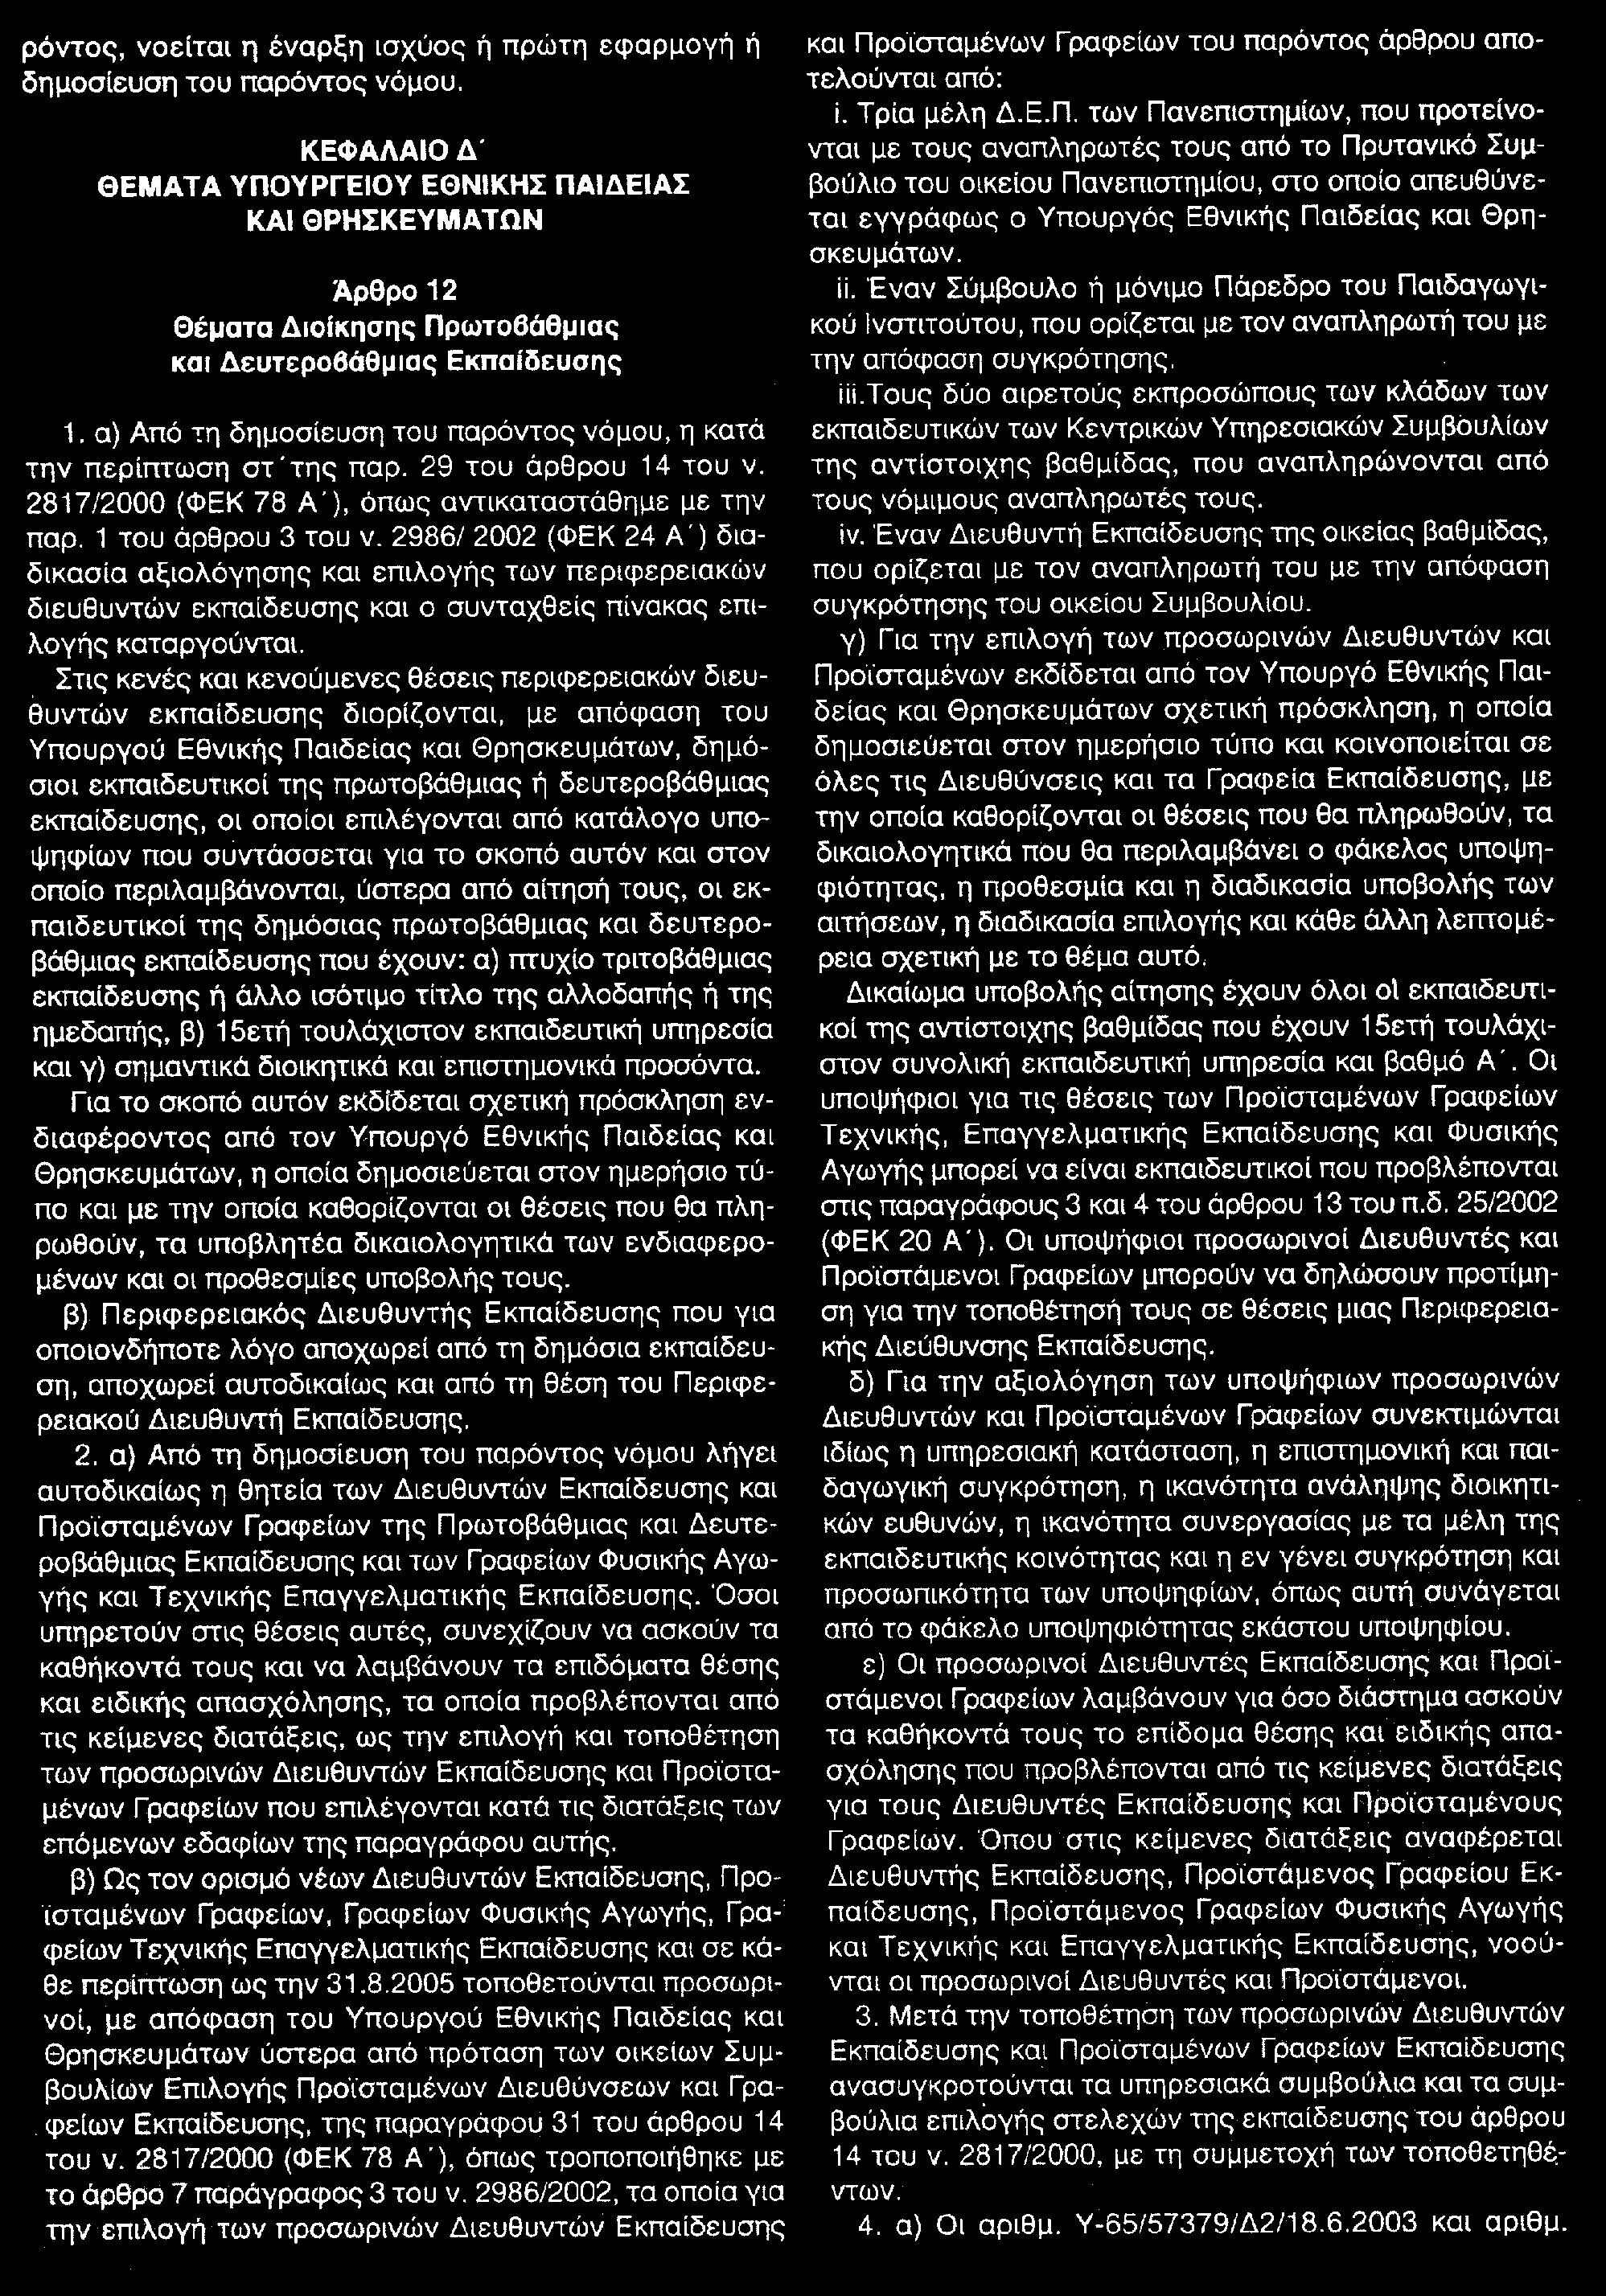 ρόντος, νοείται η έναρξη ισχύος ή πρώτη εφαρμογή ή
δημοσίευση του παρόντος νόμου.
ΚΕΦΑΛΑΙΟ Δ΄
ΘΕΜΑΤΑ ΥΠΟΥΡΓΕΙΟΥ ΕΘΝΙΚΗΣ ΠΑΙΔΕΙΑΣ
ΚΑΙ ΘΡΗΣΚΕΥΜΑΤΩΝ
Άρθρο 12
Θέματα Διοίκησης Πρωτοβάθμιας
και Δευτεροβάθμιας Εκπαίδευσης
1. α) Από τη δημοσίευση του παρόντος νόμου, η κατά
την περίπτωση στ΄της παρ. 29 του άρθρου 14 του ν.
2817/2000 (ΦΕΚ 78 Α΄), όπως αντικαταστάθημε με την
παρ. 1 του άρθρου 3 του ν. 2986/ 2002 (ΦΕΚ 24 Α΄) δια-
δικασία αξιολόγησης και επιλογής των περιφερειακών
διευθυντών εκπαίδευσης και ο συνταχθείς πίνακας επι-
λογής καταργούνται.
Στις κενές και κενούμενες θέσεις περιφερειακών διευ-
θυντών εκπαίδευσης διορίζονται, με απόφαση του
Υπουργού Εθνικής Παιδείας και Θρησκευμάτων, δημό-
σιοι εκπαιδευτικοί της πρωτοβάθμιας ή δευτεροβάθμιας
εκπαίδευσης, οι οποίοι επιλέγονται από κατάλογο υπο-
ψηφίων που συντάσσεται για το σκοπό αυτόν και στον
οποίο περιλαμβάνονται, ύστερα από αίτησή τους, οι εκ-
παιδευτικοί της δημόσιας πρωτοβάθμιας και δευτερο-
βάθμιας εκπαίδευσης που έχουν: α) πτυχίο τριτοβάθμιας
εκπαίδευσης ή άλλο ισότιμο τίτλο της αλλοδαπής ή της
ημεδαπής, β) 15ετή τουλάχιστον εκπαιδευτική υπηρεσία
και γ) σημαντικά διοικητικά και επιστημονικά προσόντα.
Για το σκοπό αυτόν εκδίδεται σχετική πρόσκληση εν-
διαφέροντος από τον Υπουργό Εθνικής Παιδείας και
Θρησκευμάτων, η οποία δημοσιεύεται στον ημερήσιο τύ-
πο και με την οποία καθορίζονται οι θέσεις που θα πλη-
ρωθούν, τα υποβλητέα δικαιολογητικά των ενδιαφερο-
μένων και οι προθεσμίες υποβολής τους.
β) Περιφερειακός Διευθυντής Εκπαίδευσης που για
οποιονδήποτε λόγο αποχωρεί από τη δημόσια εκπαίδευ-
ση, αποχωρεί αυτοδικαίως και από τη θέση του Περιφε-
ρειακού Διευθυντή Εκπαίδευσης.
2. α) Από τη δημοσίευση του παρόντος νόμου λήγει
αυτοδικαίως η θητεία των Διευθυντών Εκπαίδευσης και
Προϊσταμένων Γραφείων της Πρωτοβάθμιας και Δευτε-
ροβάθμιας Εκπαίδευσης και των Γραφείων Φυσικής Αγω-
γής και Τεχνικής Επαγγελματικής Εκπαίδευσης. Όσοι
υπηρετούν στις θέσεις αυτές, συνεχίζουν να ασκούν τα
καθήκοντά τους και να λαμβάνουν τα επιδόματα θέσης
και ειδικής απασχόλησης, τα οποία προβλέπονται από
τις κείμενες διατάξεις, ως την επιλογή και τοποθέτηση
των προσωρινών Διευθυντών Εκπαίδευσης και Προϊστα-
μένων Γραφείων που επιλέγονται κατά τις διατάξεις των
επόμενων εδαφίων της παραγράφου αυτής.
β) Ως τον ορισμό νέων Διευθυντών Εκπαίδευσης, Προ-
ϊσταμένων Γραφείων, Γραφείων Φυσικής Αγωγής, Γρα-
φείων Τεχνικής Επαγγελματικής Εκπαίδευσης και σε κά-
θε περίπτωση ως την 31.8.2005 τοποθετούνται προσωρι-
νοί, με απόφαση του Υπουργού Εθνικής Παιδείας και
Θρησκευμάτων ύστερα από πρόταση των οικείων Συμ-
βουλίων Επιλογής Προϊσταμένων Διευθύνσεων και Γρα-
φείων Εκπαίδευσης, της παραγράφου 31 του άρθρου 14
του ν. 2817/2000 (ΦΕΚ 78 Α΄), όπως τροποποιήθηκε με
το άρθρο 7 παράγραφος 3 του ν. 2986/2002, τα οποία για
την επιλογή των προσωρινών Διευθυντών Εκπαίδευσης
και Προϊσταμένων Γραφείων του παρόντος άρθρου απο-
τελούνται από:
i. Τρία μέλη Δ.Ε.Π. των Πανεπιστημίων, που προτείνο-
νται με τους αναπληρωτές τους από το Πρυτανικό Συμ-
βούλιο του οικείου Πανεπιστημίου, στο οποίο απευθύνε-
ται εγγράφως ο Υπουργός Εθνικής Παιδείας και Θρη-
σκευμάτων.
ii. Έναν Σύμβουλο ή μόνιμο Πάρεδρο του Παιδαγωγι-
κού Ινστιτούτου, που ορίζεται με τον αναπληρωτή του με
την απόφαση συγκρότησης.
iii.Τους δύο αιρετούς εκπροσώπους των κλάδων των
εκπαιδευτικών των Κεντρικών Υπηρεσιακών Συμβουλίων
της αντίστοιχης βαθμίδας, που αναπληρώνονται από
τους νόμιμους αναπληρωτές τους.
iv. Έναν Διευθυντή Εκπαίδευσης της οικείας βαθμίδας,
που ορίζεται με τον αναπληρωτή του με την απόφαση
συγκρότησης του οικείου Συμβουλίου.
γ) Για την επιλογή των προσωρινών Διευθυντών και
Προϊσταμένων εκδίδεται από τον Υπουργό Εθνικής Παι-
δείας και Θρησκευμάτων σχετική πρόσκληση, η οποία
δημοσιεύεται στον ημερήσιο τύπο και κοινοποιείται σε
όλες τις Διευθύνσεις και τα Γραφεία Εκπαίδευσης, με
την οποία καθορίζονται οι θέσεις που θα πληρωθούν, τα
δικαιολογητικά που θα περιλαμβάνει ο φάκελος υποψη-
φιότητας, η προθεσμία και η διαδικασία υποβολής των
αιτήσεων, η διαδικασία επιλογής και κάθε άλλη λεπτομέ-
ρεια σχετική με το θέμα αυτό.
Δικαίωμα υποβολής αίτησης έχουν όλοι οι εκπαιδευτι-
κοί της αντίστοιχης βαθμίδας που έχουν 15ετή τουλάχι-
στον συνολική εκπαιδευτική υπηρεσία και βαθμό Α΄. Οι
υποψήφιοι για τις θέσεις των Προϊσταμένων Γραφείων
Τεχνικής, Επαγγελματικής Εκπαίδευσης και Φυσικής
Αγωγής μπορεί να είναι εκπαιδευτικοί που προβλέπονται
στις παραγράφους 3 και 4 του άρθρου 13 του π.δ. 25/2002
(ΦΕΚ 20 Α΄). Οι υποψήφιοι προσωρινοί Διευθυντές και
Προϊστάμενοι Γραφείων μπορούν να δηλώσουν προτίμη-
ση για την τοποθέτησή τους σε θέσεις μιας Περιφερεια-
κής Διεύθυνσης Εκπαίδευσης.
δ) Για την αξιολόγηση των υποψήφιων προσωρινών
Διευθυντών και Προϊσταμένων Γραφείων συνεκτιμώνται
ιδίως η υπηρεσιακή κατάσταση, η επιστημονική και παι-
δαγωγική συγκρότηση, η ικανότητα ανάληψης διοικητι-
κών ευθυνών, η ικανότητα συνεργασίας με τα μέλη της
εκπαιδευτικής κοινότητας και η εν γένει συγκρότηση και
προσωπικότητα των υποψηφίων, όπως αυτή συνάγεται
από το φάκελο υποψηφιότητας εκάστου υποψηφίου.
ε) Οι προσωρινοί Διευθυντές Εκπαίδευσης και Προϊ-
στάμενοι Γραφείων λαμβάνουν για όσο διάστημα ασκούν
τα καθήκοντά τους το επίδομα θέσης και ειδικής απα-
σχόλησης που προβλέπονται από τις κείμενες διατάξεις
για τους Διευθυντές Εκπαίδευσης και Προϊσταμένους
Γραφείων. Όπου στις κείμενες διατάξεις αναφέρεται
Διευθυντής Εκπαίδευσης, Προϊστάμενος Γραφείου Εκ-
παίδευσης, Προϊστάμενος Γραφείων Φυσικής Αγωγής
και Τεχνικής και Επαγγελματικής Εκπαίδευσης, νοού-
νται οι προσωρινοί Διευθυντές και Προϊστάμενοι.
3. Μετά την τοποθέτηση των προσωρινών Διευθυντών
Εκπαίδευσης και Προϊσταμένων Γραφείων Εκπαίδευσης
ανασυγκροτούνται τα υπηρεσιακά συμβούλια και τα συμ-
βούλια επιλογής στελεχών της εκπαίδευσης του άρθρου
14 του ν. 2817/2000, με τη συμμετοχή των τοποθετηθέ-
ντων.
4. α) Οι αριθμ. Υ-65/57379/Δ2/18.6.2003 και αριθμ.